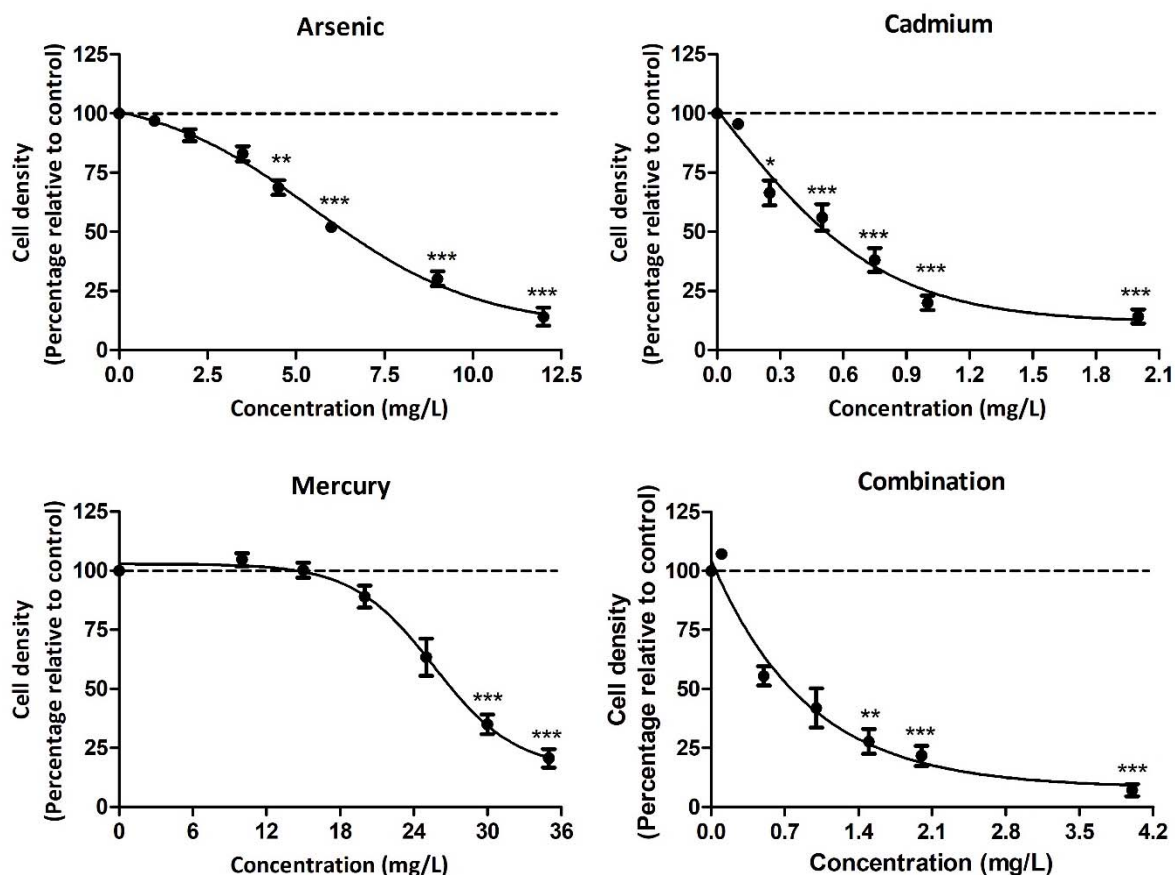 Arsenic
Cell density
(Percentage relative to control)
125
100
75
50
25
0
**
***
***
***
0.0 2.5 5.0 7.5 10.0 12.5
Concentration (mg/L)
Cadmium
Cell density
(Percentage relative to control)
125
100
75
50
25
0
*
***
***
***
***
0.0 0.3 0.6 0.9 1.2 1.5 1.8 2.1
Concentration (mg/L)
Mercury
Cell density
(Percentage relative to control)
125
100
75
50
25
0
***
***
0 6 12 18 24 30 36
Concentration (mg/L)
Combination
Cell density
(Percentage relative to control)
125
100
75
50
25
0
**
***
***
0.0 0.7 1.4 2.1 2.8 3.5 4.2
Concentration (mg/L)